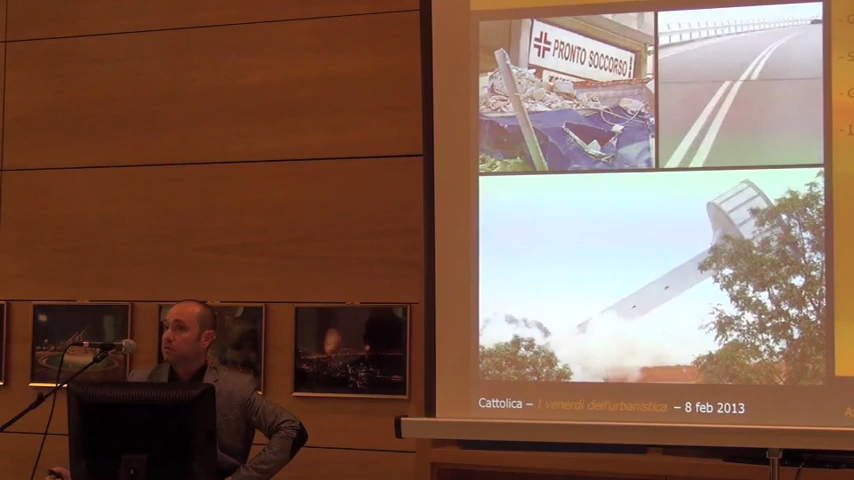 PRONTO SOCCORSO
Cattolica – I venerdì dell'urbanistica – 8 feb 2013